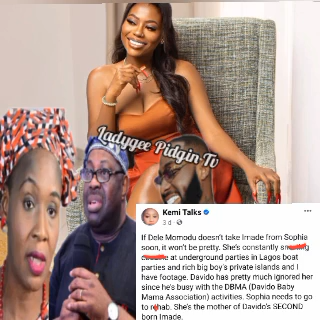 Ladygee Pidgin Tv
Kemi Talks
3 d
If Dele Momodu doesn't take Imade from Sophia
soon, it won't be pretty. She's constantly
at underground parties in Lagos boat
parties and rich big boy's private islands and I
have footage. Davido has pretty much ignored her
since he's busy with the DBMA (Davido Baby
Mama Association) activities. Sophia needs to go
to rehab. She's the mother of Davido's SECOND
born Imade.